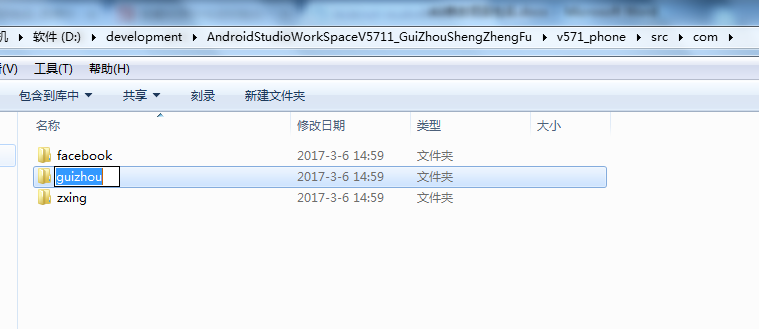 机 ▸ 软件 (D:) ▸ development ▸ AndroidStudioWorkSpaceV5711_GuiZhouShengZhengFu ▸ v571_phone ▸ src ▸ com ▸
(V) 工具(T) 帮助(H)
包含到库中 共享 刻录 新建文件夹
名称 修改日期 类型 大小
facebook 2017-3-6 14:59 文件夹
guizhou 2017-3-6 14:59 文件夹
zxing 2017-3-6 14:59 文件夹